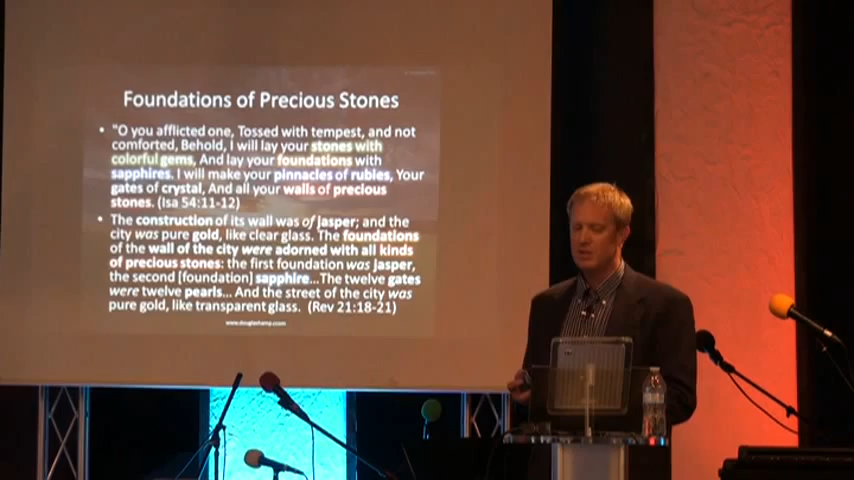 Foundations of Precious Stones
• "O you afflicted one, Tossed with tempest, and not
comforted, Behold, I will lay your stones with
colorful gems, And lay your foundations with
sapphires. I will make your pinnacles of rubies, Your
gates of crystal, And all your walls of precious
stones. (Isa 54:11-12)
• The construction of its wall was of jasper; and the
city was pure gold, like clear glass. The foundations
of the wall of the city were adorned with all kinds
of precious stones: the first foundation was jasper,
the second [foundation] sapphire...The twelve gates
were twelve pearls... And the street of the city was
pure gold, like transparent glass. (Rev 21:18-21)
www.douglashamp.com